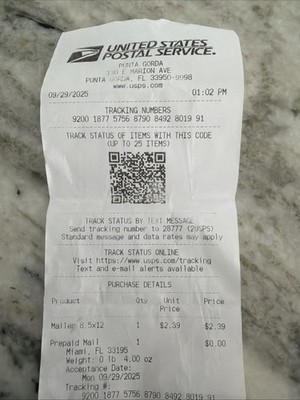 UNITED STATES
POSTAL SERVICE.
PUNTA GORDA
130 E MARION AVE
PUNTA GORDA, FL 33950-9998
www.usps.com
09/29/2025 01:02 PM
TRACKING NUMBERS
9200 1877 5756 8790 8492 8019 91
TRACK STATUS OF ITEMS WITH THIS CODE
(UP TO 25 ITEMS)
TRACK STATUS BY TEXT MESSAGE
Send tracking number to 28777 (2USPS)
Standard message and data rates may apply
TRACK STATUS ONLINE
Visit https://www.usps.com/tracking
Text and e-mail alerts available
PURCHASE DETAILS
Product Qty Unit Price
Price
Mailer 8.5x12 1 $2.39 $2.39
Prepaid Mail 1 $0.00
Miami, FL 33195
Weight: 0 lb 4.00 oz
Acceptance Date:
Mon 09/29/2025
Tracking #:
9200 1877 5756 8790 8492 8019 91